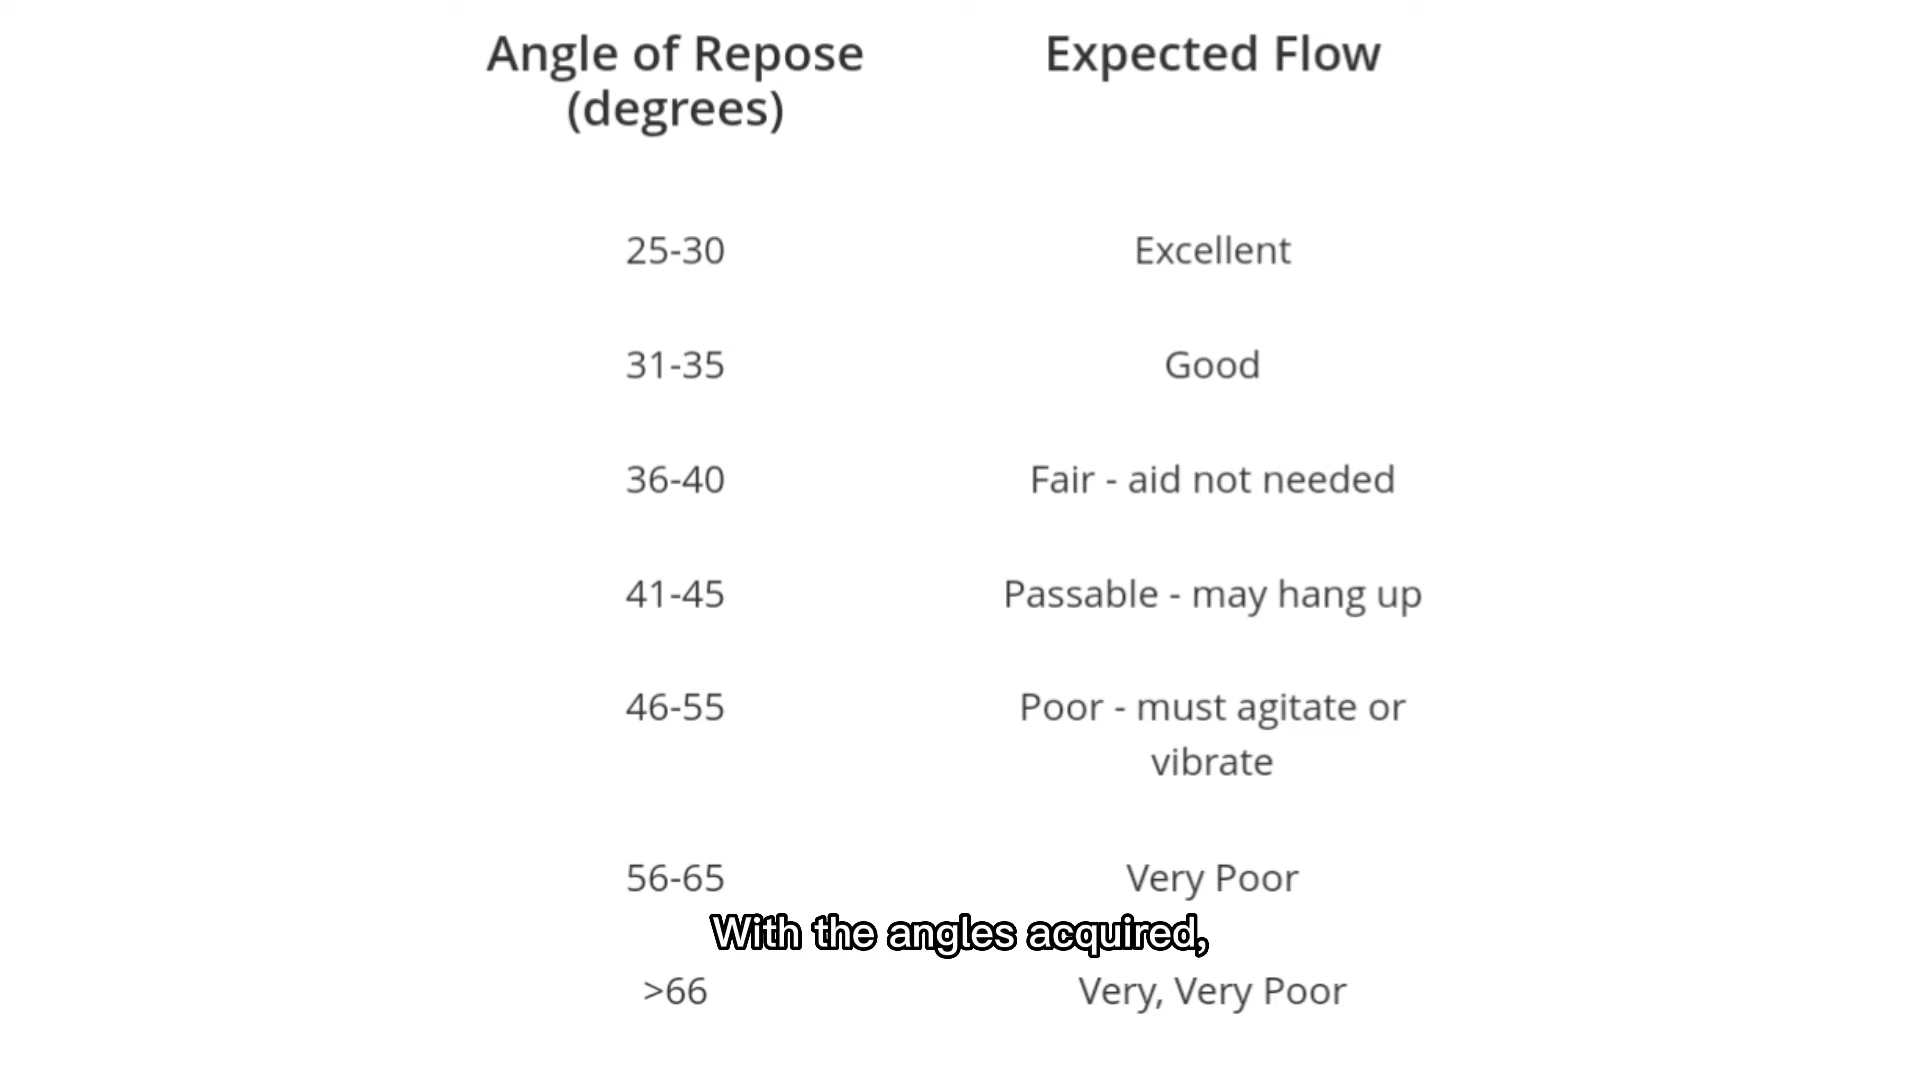 Angle of Repose
(degrees)
Expected Flow
25-30 Excellent
31-35 Good
36-40 Fair - aid not needed
41-45 Passable - may hang up
46-55 Poor - must agitate or
vibrate
56-65 Very Poor
With the angles acquired,
>66 Very, Very Poor